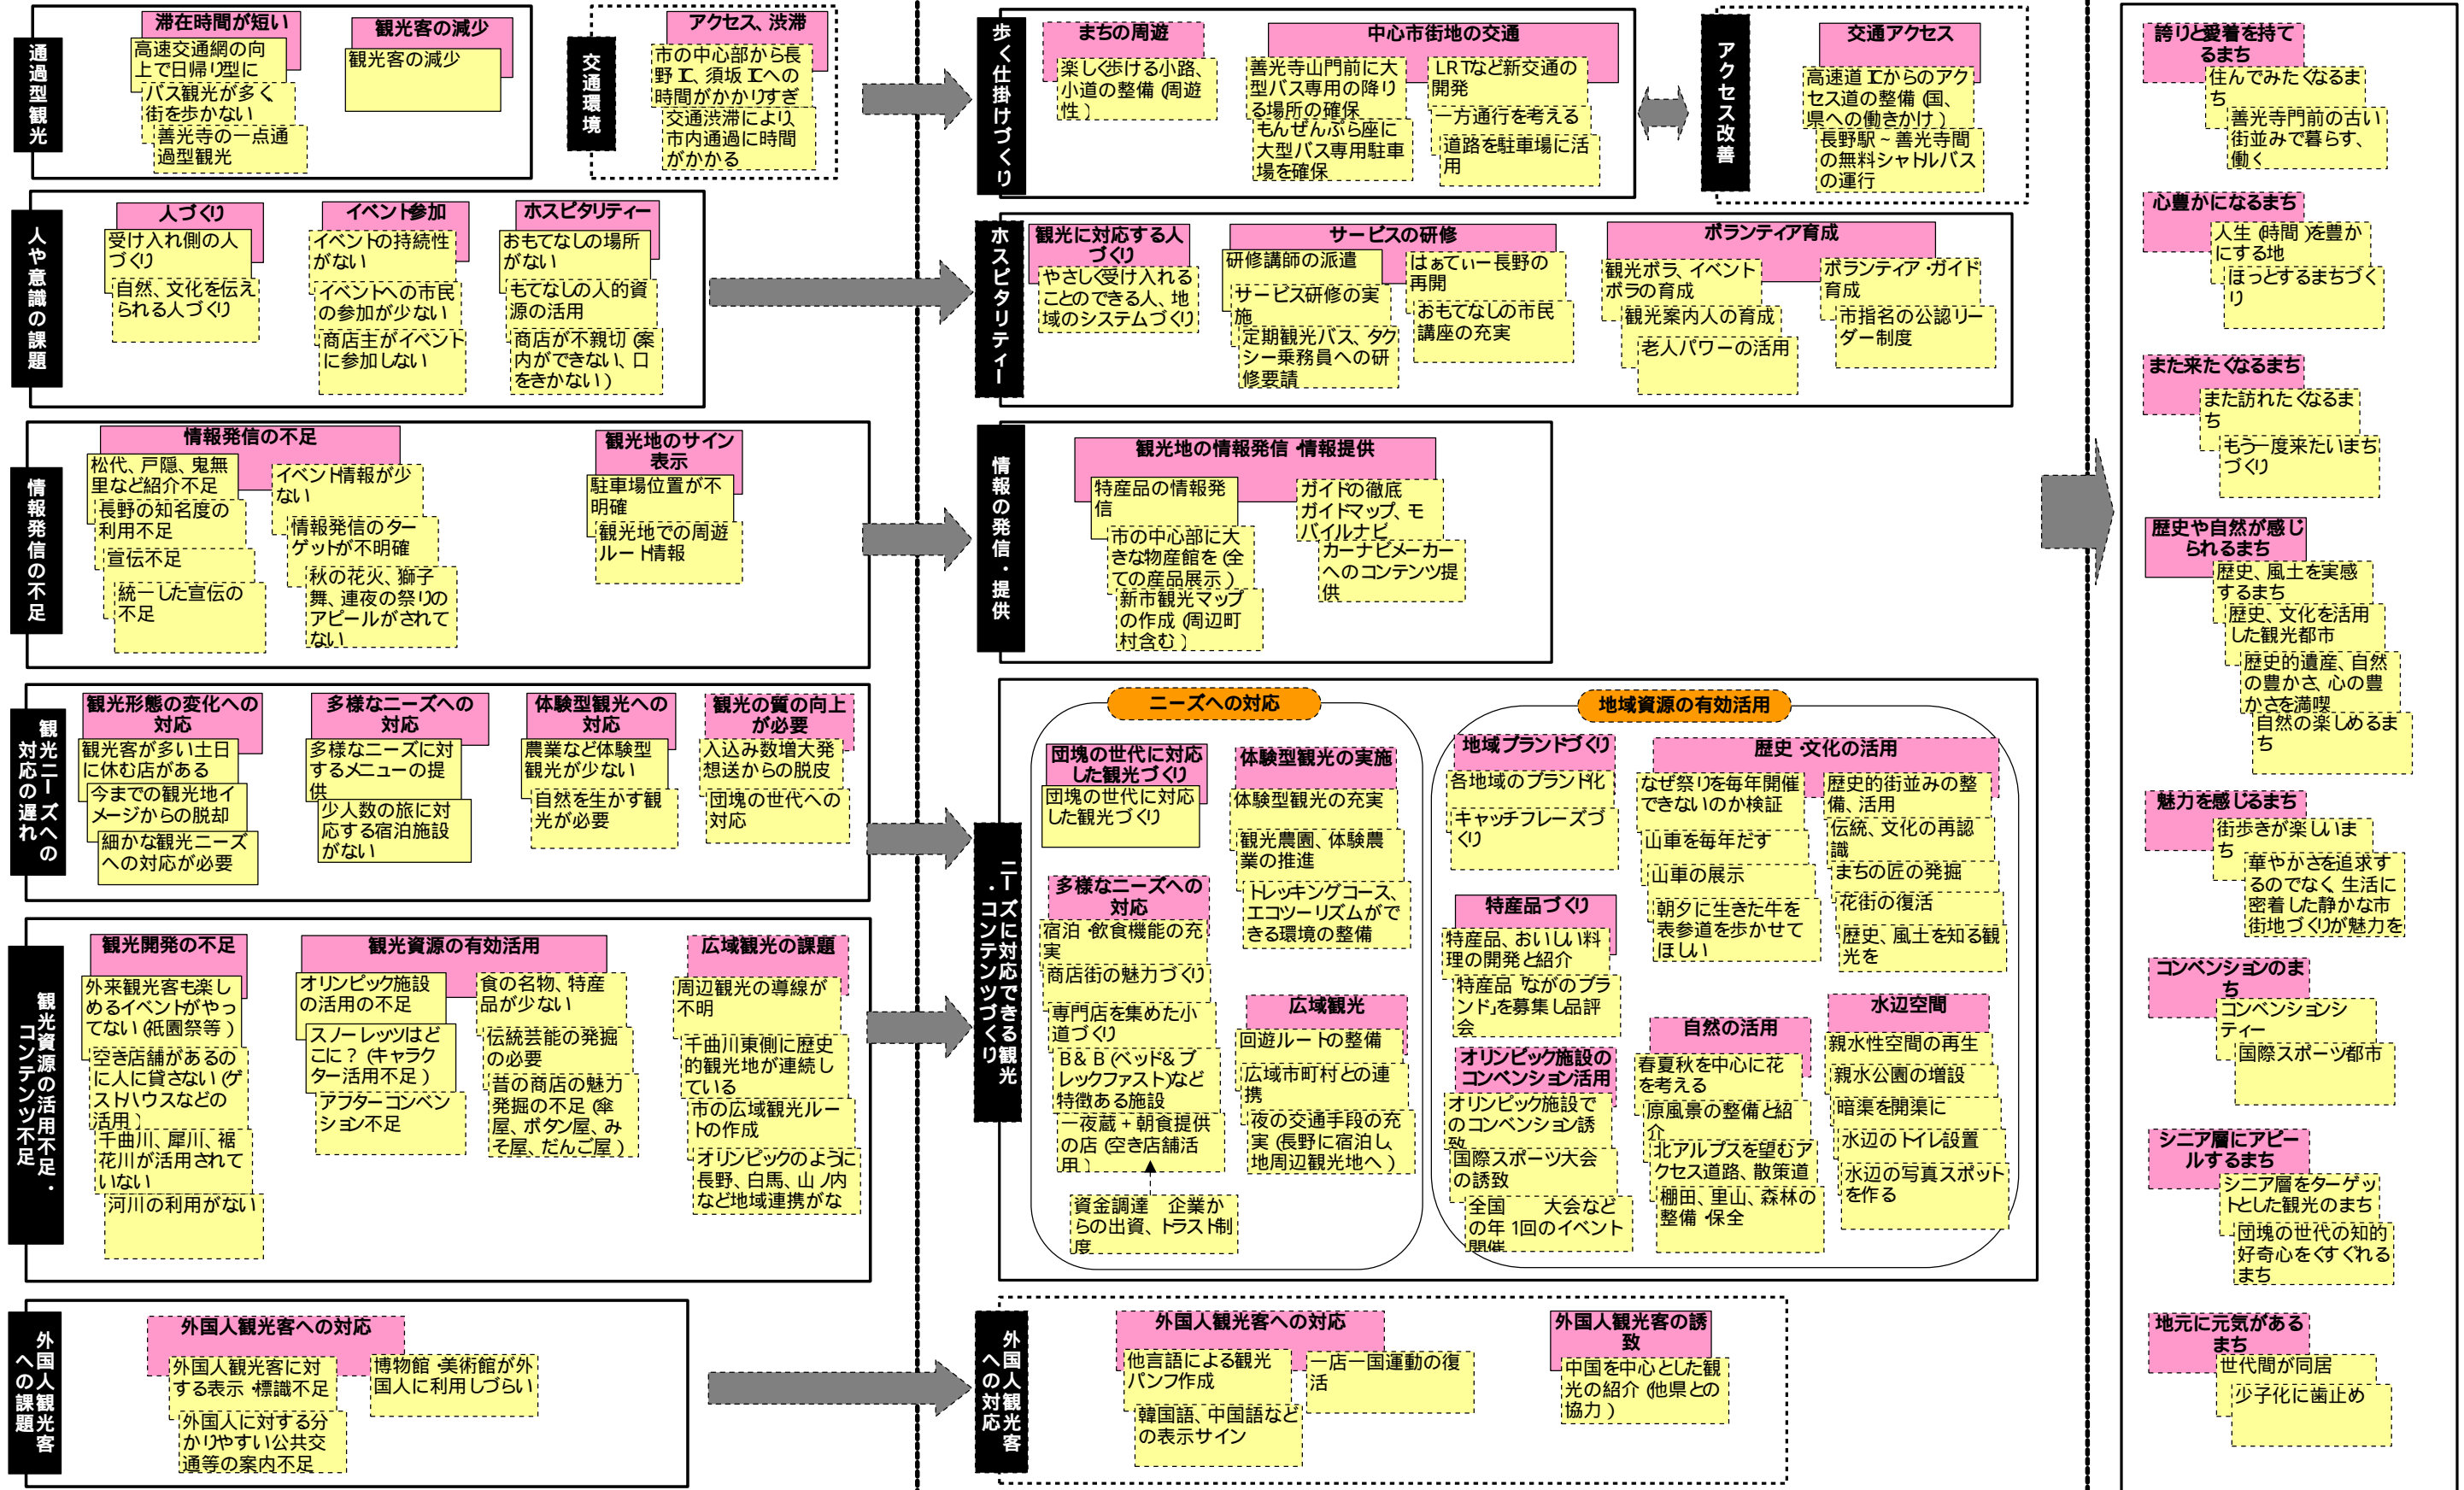 通過型観光
滞在時間が短い
高速交通網の向
上で日帰り型に
バス観光が多く、
街を歩かない
善光寺の一点通
過型観光
観光客の減少
観光客の減少
交通環境
アクセス、渋滞
市の中心部から長
野IC、須坂ICへの
時間がかかりすぎ
交通渋滞により、
市内通過に時間
がかかる
人や意識の課題
人づくり
受け入れ側の人
づくり
自然、文化を伝え
られる人づくり
イベント参加
イベントの持続性
がない
イベントへの市民
の参加が少ない
商店主がイベント
に参加しない
ホスピタリティー
おもてなしの場所
がない
もてなしの人的資
源の活用
商店が不親切(案
内ができない、口
をきかない)
情報発信の不足
情報発信の不足
松代、戸隠、鬼無
里など紹介不足
長野の知名度の
利用不足
宣伝不足
統一した宣伝の
不足
イベント情報が少
ない
情報発信のター
ゲットが不明確
秋の花火、獅子
舞、連夜の祭りの
アピールがされて
ない
観光地のサイン
表示
駐車場位置が不
明確
観光地での周遊
ルート情報
観光ニーズへの
対応の遅れ
観光形態の変化への
対応
観光客が多い土日
に休む店がある
今までの観光地イ
メージからの脱却
細かな観光ニーズ
への対応が必要
多様なニーズへの
対応
多様なニーズに対
するメニューの提
供
少人数の旅に対
応する宿泊施設
がない
体験型観光への
対応
農業など体験型
観光が少ない
自然を生かす観
光が必要
観光の質の向上
が必要
入込み数増大発
想送からの脱皮
団塊の世代への
対応
観光資源の活用不足・
コンテンツ不足
観光開発の不足
外来観光客も楽し
めるイベントがやっ
てない(祇園祭等)
空き店舗があるの
に人に貸さない(ゲ
ストハウスなどの
活用)
千曲川、犀川、裾
花川が活用されて
いない
河川の利用がない
観光資源の有効活用
オリンピック施設
の活用の不足
スノーレッツはど
こに?(キャラク
ター活用不足)
アフターコンベン
ション不足
食の名物、特産
品が少ない
伝統芸能の発掘
の必要
昔の商店の魅力
発掘の不足(傘
屋、ボタン屋、み
そ屋、だんご屋)
広域観光の課題
周辺観光の導線が
不明
千曲川東側に歴史
的観光地が連続し
ている
市の広域観光ルー
トの作成
オリンピックのように
長野、白馬、山ノ内
など地域連携がな
外国人観光客
への課題
外国人観光客への対応
外国人観光客に対
する表示・標識不足
外国人に対する分
かりやすい公共交
通等の案内不足
博物館・美術館が外
国人に利用しづらい
歩く仕掛けづくり
まちの周遊
楽しく歩ける小路、
小道の整備(周遊
性)
中心市街地の交通
善光寺山門前に大
型バス専用の降り
る場所の確保
もんぜんぷら座に
大型バス専用駐車
場を確保
LRTなど新交通の
開発
一方通行を考える
道路を駐車場に活
用
アクセス改善
交通アクセス
高速道ICからのアク
セス道の整備(国、
県への働きかけ)
長野駅~善光寺間
の無料シャトルバス
の運行
ホスピタリティー
観光に対応する人
づくり
やさしく受け入れる
ことのできる人、地
域のシステムづくり
サービスの研修
研修講師の派遣
サービス研修の実
施
定期観光バス、タク
シー乗務員への研
修要請
はぁてぃー長野の
再開
おもてなしの市民
講座の充実
ボランティア育成
観光ボラ、イベント
ボラの育成
観光案内人の育成
老人パワーの活用
ボランティア・ガイド
育成
市指名の公認リー
ダー制度
情報の発信・提供
観光地の情報発信・情報提供
特産品の情報発
信
市の中心部に大
きな物産館を(全
ての産品展示)
新市観光マップ
の作成(周辺町
村含む)
ガイドの徹底
ガイドマップ、モ
バイルナビ
カーナビメーカー
へのコンテンツ提
供
ニーズに対応できる観光
・コンテンツづくり
ニーズへの対応
団塊の世代に対応
した観光づくり
団塊の世代に対応
した観光づくり
体験型観光の実施
体験型観光の充実
観光農園、体験農
業の推進
トレッキングコース、
エコツーリズムがで
きる環境の整備
多様なニーズへの
対応
宿泊・飲食機能の充
実
商店街の魅力づくり
専門店を集めた小
道づくり
B&B(ベッド&ブ
レックファスト)など
特徴ある施設
一夜蔵+朝食提供
の店(空き店舗活
用)
資金調達 企業か
らの出資、トラスト制
度
広域観光
回遊ルートの整備
広域市町村との連
携
夜の交通手段の充
実(長野に宿泊し、
地周辺観光地へ)
地域資源の有効活用
地域ブランドづくり
各地域のブランド化
キャッチフレーズづ
くり
特産品づくり
特産品、おいしい料
理の開発と紹介
特産品「ながのブラ
ンド」を募集し品評
会
オリンピック施設の
コンベンション活用
オリンピック施設で
のコンベンション誘
致
国際スポーツ大会
の誘致
全国 大会など
の年1回のイベント
開催
歴史・文化の活用
なぜ祭りを毎年開催
できないのか検証
山車を毎年だす
山車の展示
朝夕に生きた牛を
表参道を歩かせて
ほしい
歴史的街並みの整
備、活用
伝統、文化の再認
識
まちの匠の発掘
花街の復活
歴史、風土を知る観
光を
自然の活用
春夏秋を中心に花
を考える
原風景の整備と紹
介
北アルプスを望むア
クセス道路、散策道
棚田、里山、森林の
整備・保全
水辺空間
親水性空間の再生
親水公園の増設
暗渠を開渠に
水辺のトイレ設置
水辺の写真スポット
を作る
外国人観光客
への対応
外国人観光客への対応
他言語による観光
パンフ作成
韓国語、中国語など
の表示サイン
一店一国運動の復
活
外国人観光客の誘
致
中国を中心とした観
光の紹介(他県との
協力)
誇りと愛着を持て
るまち
住んでみたくなるま
ち
善光寺門前の古い
街並みで暮らす、
働く
心豊かになるまち
人生(時間)を豊か
にする地
ほっとするまちづく
り
また来たくなるまち
また訪れたくなるま
ち
もう一度来たいまち
づくり
歴史や自然が感じ
られるまち
歴史、風土を実感
するまち
歴史、文化を活用
した観光都市
歴史的遺産、自然
の豊かさ、心の豊
かさを満喫
自然の楽しめるま
ち
魅力を感じるまち
街歩きが楽しいま
ち
華やかさを追求す
るのでなく、生活に
密着した静かな市
街地づくりが魅力を
コンベンションのま
ち
コンベンションシ
ティー
国際スポーツ都市
シニア層にアピー
ルするまち
シニア層をターゲッ
トとした観光のまち
団塊の世代の知的
好奇心をくすぐれる
まち
地元に元気がある
まち
世代間が同居
少子化に歯止め